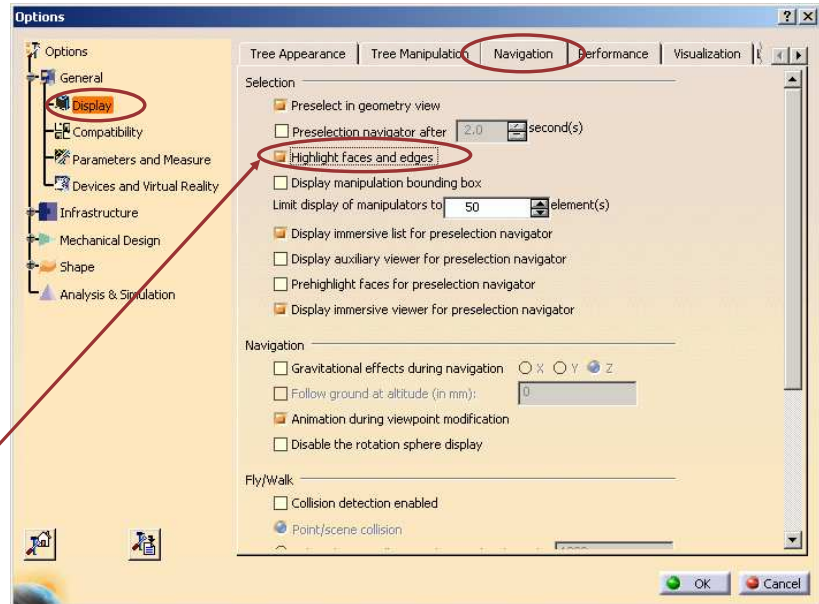 Options
Options
General
Display
Compatibility
Parameters and Measure
Devices and Virtual Reality
Infrastructure
Mechanical Design
Shape
Analysis & Simulation
Tree Appearance
Tree Manipulation
Navigation
Performance
Visualization
Selection
Preselect in geometry view
Preselection navigator after 2.0 second(s)
Highlight faces and edges
Display manipulation bounding box
Limit display of manipulators to 50 element(s)
Display immersive list for preselection navigator
Display auxiliary viewer for preselection navigator
Prehighlight faces for preselection navigator
Display immersive viewer for preselection navigator
Navigation
Gravitational effects during navigation X Y Z
Follow ground at altitude (in mm): 0
Animation during viewpoint modification
Disable the rotation sphere display
Fly/Walk
Collision detection enabled
Point/scene collision
OK Cancel